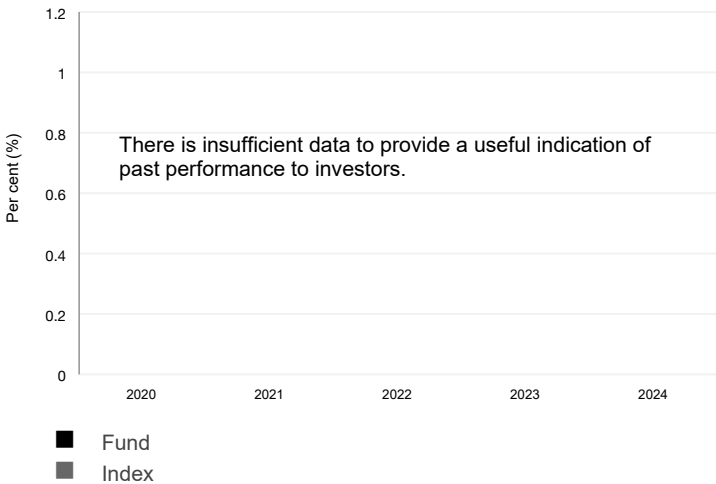 1.2
1
0.8
0.6
0.4
0.2
0
Per cent (%)
There is insufficient data to provide a useful indication of
past performance to investors.
2020 2021 2022 2023 2024
Fund
Index